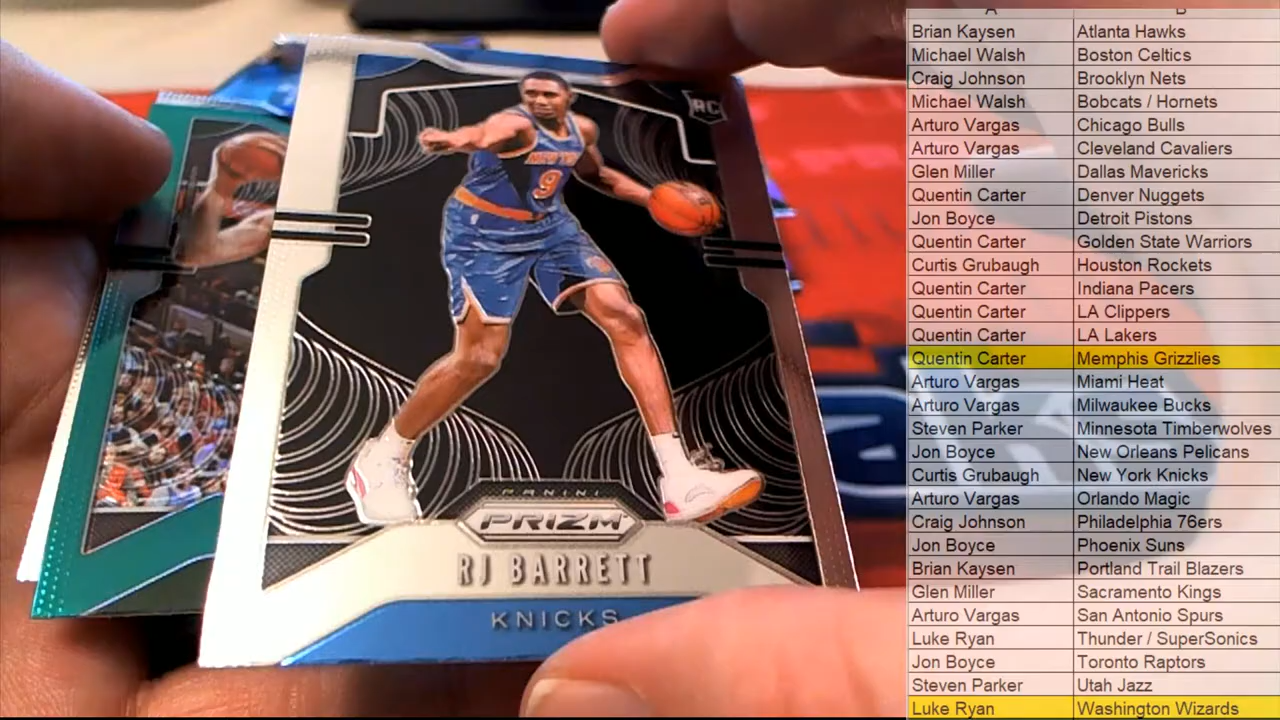 RC
NEW YORK
9
PANINI
PRIZM
RJ BARRETT
KNICKS
A B
Brian Kaysen Atlanta Hawks
Michael Walsh Boston Celtics
Craig Johnson Brooklyn Nets
Michael Walsh Bobcats / Hornets
Arturo Vargas Chicago Bulls
Arturo Vargas Cleveland Cavaliers
Glen Miller Dallas Mavericks
Quentin Carter Denver Nuggets
Jon Boyce Detroit Pistons
Quentin Carter Golden State Warriors
Curtis Grubaugh Houston Rockets
Quentin Carter Indiana Pacers
Quentin Carter LA Clippers
Quentin Carter LA Lakers
Quentin Carter Memphis Grizzlies
Arturo Vargas Miami Heat
Arturo Vargas Milwaukee Bucks
Steven Parker Minnesota Timberwolves
Jon Boyce New Orleans Pelicans
Curtis Grubaugh New York Knicks
Arturo Vargas Orlando Magic
Craig Johnson Philadelphia 76ers
Jon Boyce Phoenix Suns
Brian Kaysen Portland Trail Blazers
Glen Miller Sacramento Kings
Arturo Vargas San Antonio Spurs
Luke Ryan Thunder / SuperSonics
Jon Boyce Toronto Raptors
Steven Parker Utah Jazz
Luke Ryan Washington Wizards